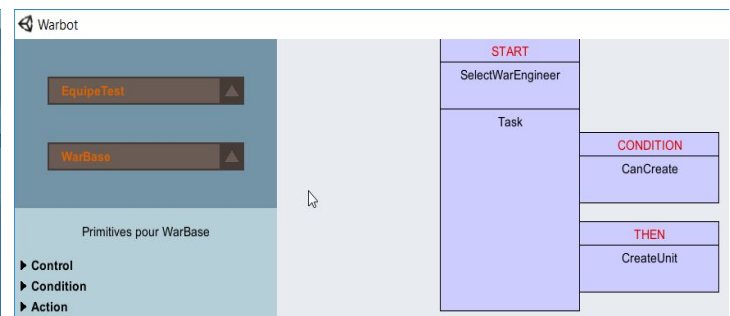 Warbot
EquipeTest
WarBase
Primitives pour WarBase
Control
Condition
Action
START
SelectWarEngineer
Task
CONDITION
CanCreate
THEN
CreateUnit